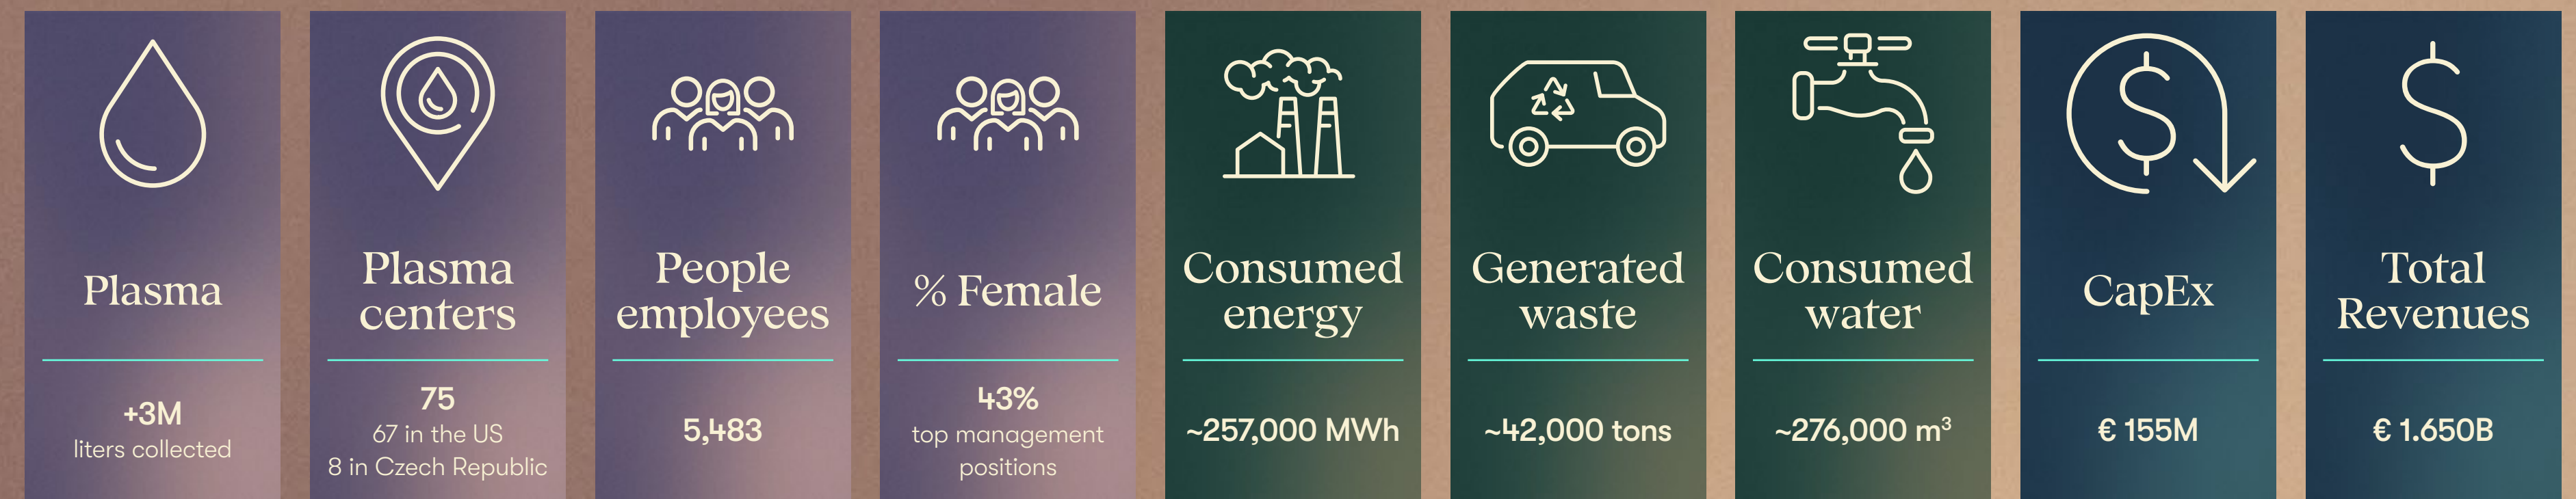 Plasma
+3M
liters collected
Plasma
centers
75
67 in the US
8 in Czech Republic
People
employees
5,483
% Female
43%
top management
positions
Consumed
energy
~257,000 MWh
Generated
waste
~42,000 tons
Consumed
water
~276,000 m³
CapEx
€ 155M
Total
Revenues
€ 1.650B